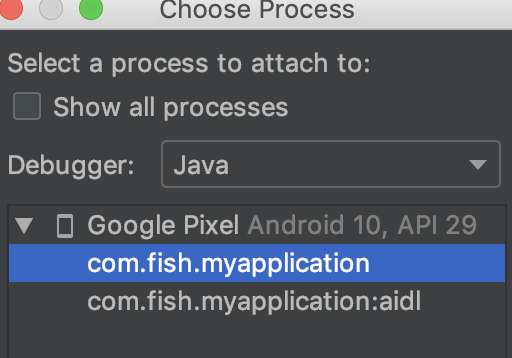 Choose Process
Select a process to attach to:
Show all processes
Debugger: Java
Google Pixel Android 10, API 29
com.fish.myapplication
com.fish.myapplication:aidl